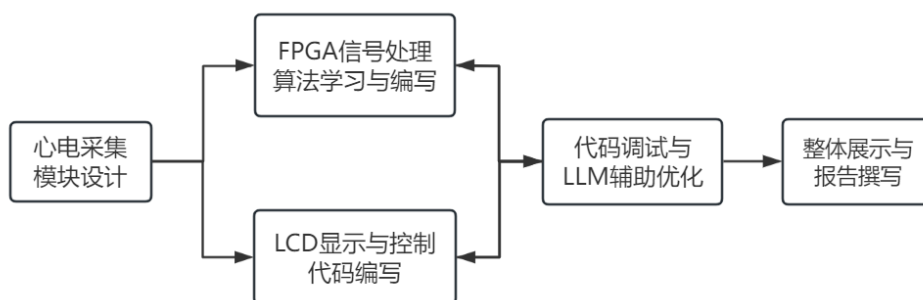 FPGA信号处理
算法学习与编写
心电采集
模块设计
代码调试与
LLM辅助优化
整体展示与
报告撰写
LCD显示与控制
代码编写